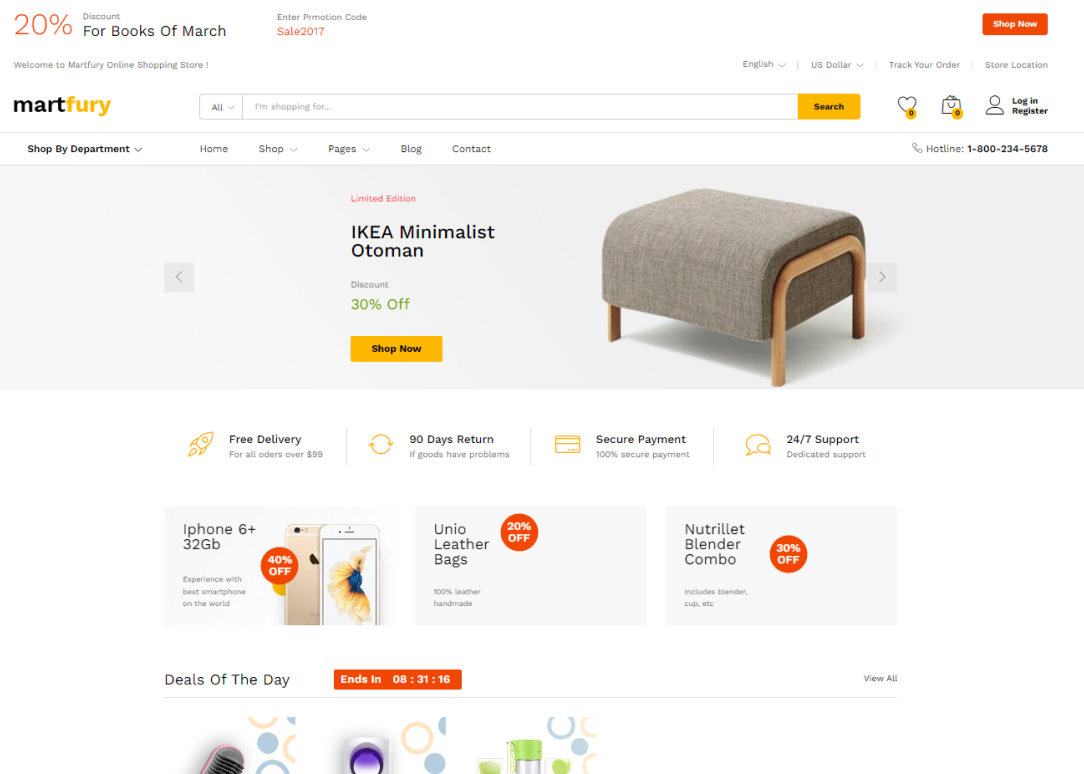 20%
Discount
For Books Of March
Enter Prmotion Code
Sale2017
Shop Now
Welcome to Martfury Online Shopping Store !
English
US Dollar
Track Your Order
Store Location
martfury
All
I'm shopping for...
Search
0
0
Log in
Register
Shop By Department
Home
Shop
Pages
Blog
Contact
Hotline: 1-800-234-5678
Limited Edition
IKEA Minimalist
Otoman
Discount
30% Off
Shop Now
Free Delivery
For all oders over $99
90 Days Return
If goods have problems
Secure Payment
100% secure payment
24/7 Support
Dedicated support
Iphone 6+
32Gb
40%
OFF
Experience with
best smartphone
on the world
Unio
Leather
Bags
20%
OFF
100% leather
handmade
Nutrillet
Blender
Combo
30%
OFF
Includes blender,
cup, etc
Deals Of The Day
Ends In 08 : 31 : 16
View All